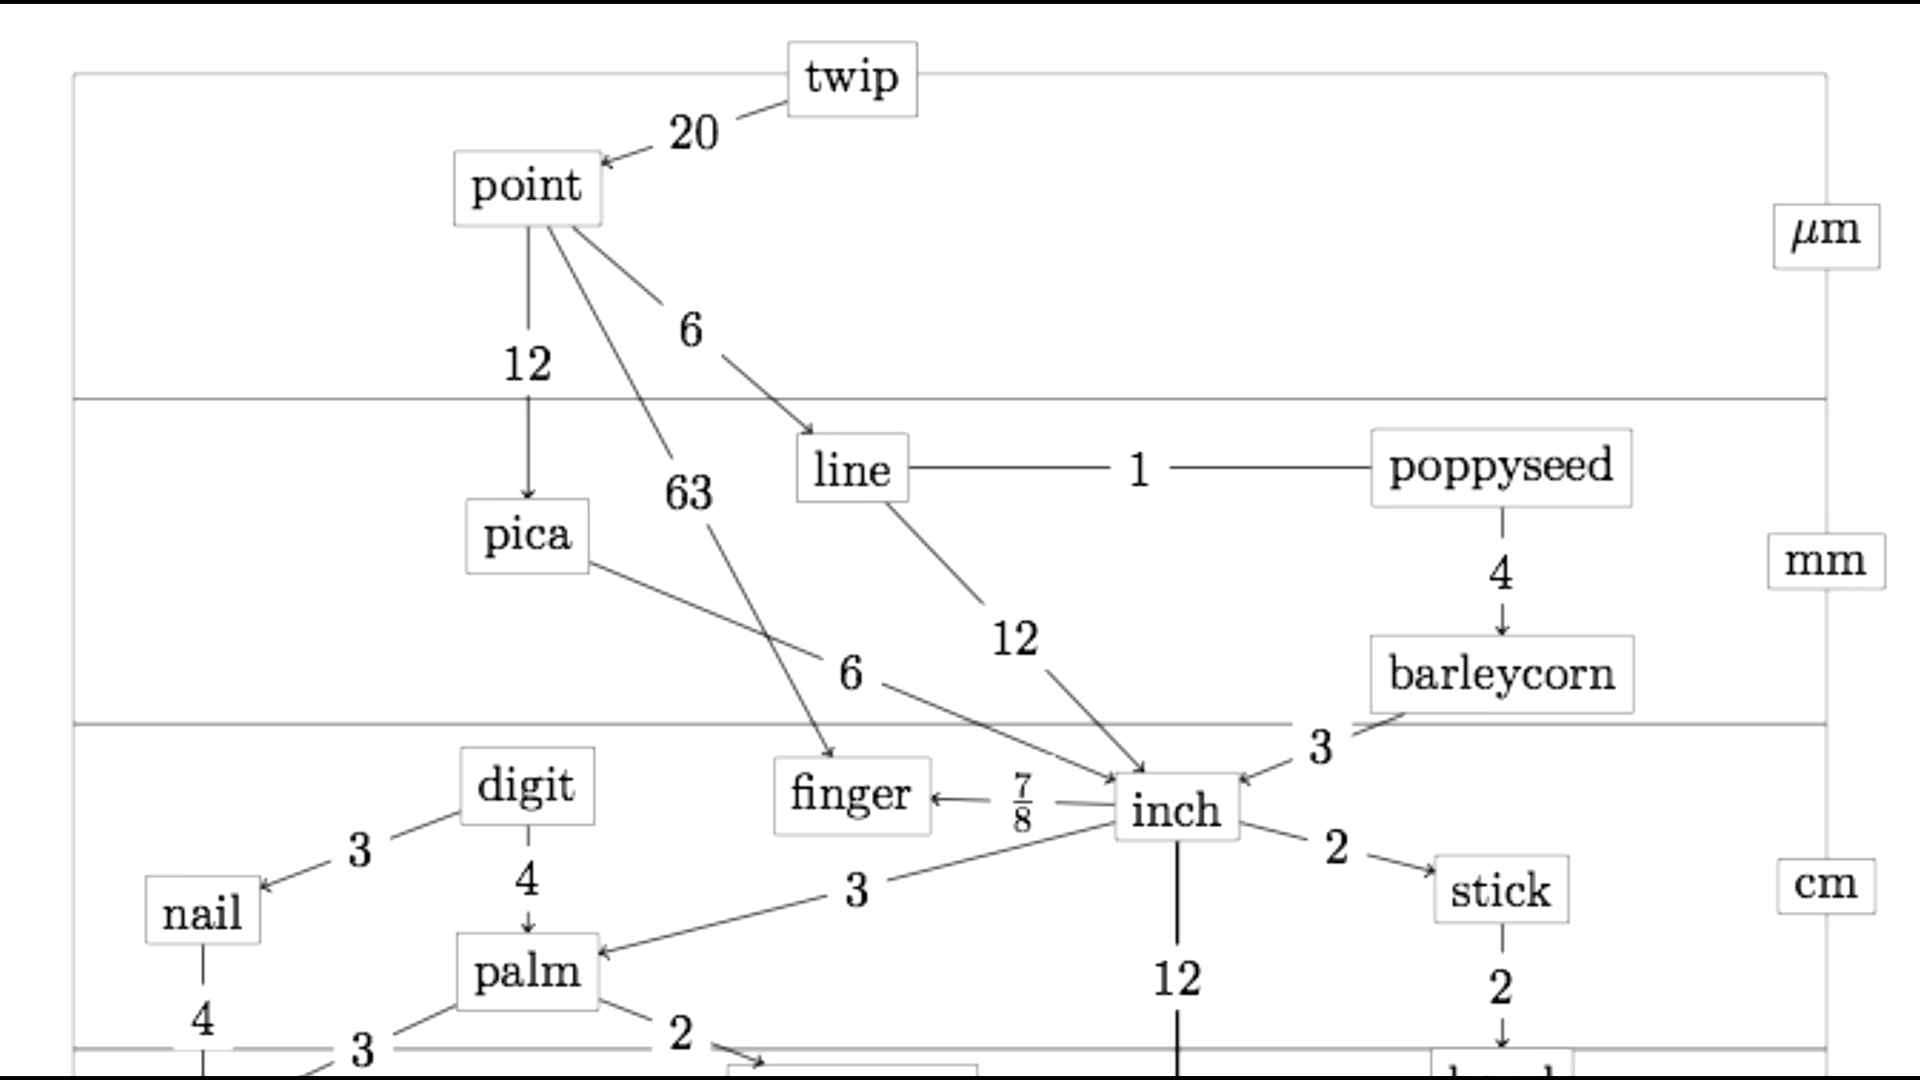 twip
20
point
μm
6
12
line
1
poppyseed
63
pica
mm
4
12
6
barleycorn
3
digit
finger
7/8
inch
3
2
4
3
stick
cm
nail
palm
12
2
4
2
3